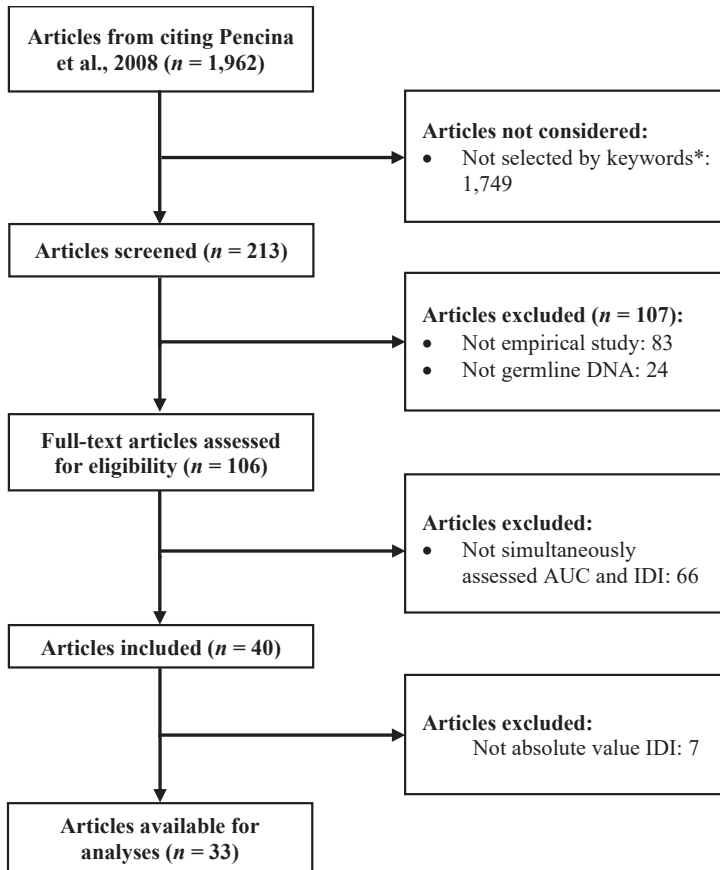 Articles from citing Pencina
et al., 2008 (n = 1,962)
Articles not considered:
• Not selected by keywords*:
1,749
Articles screened (n = 213)
Articles excluded (n = 107):
• Not empirical study: 83
• Not germline DNA: 24
Full-text articles assessed
for eligibility (n = 106)
Articles excluded:
• Not simultaneously
assessed AUC and IDI: 66
Articles included (n = 40)
Articles excluded:
Not absolute value IDI: 7
Articles available for
analyses (n = 33)